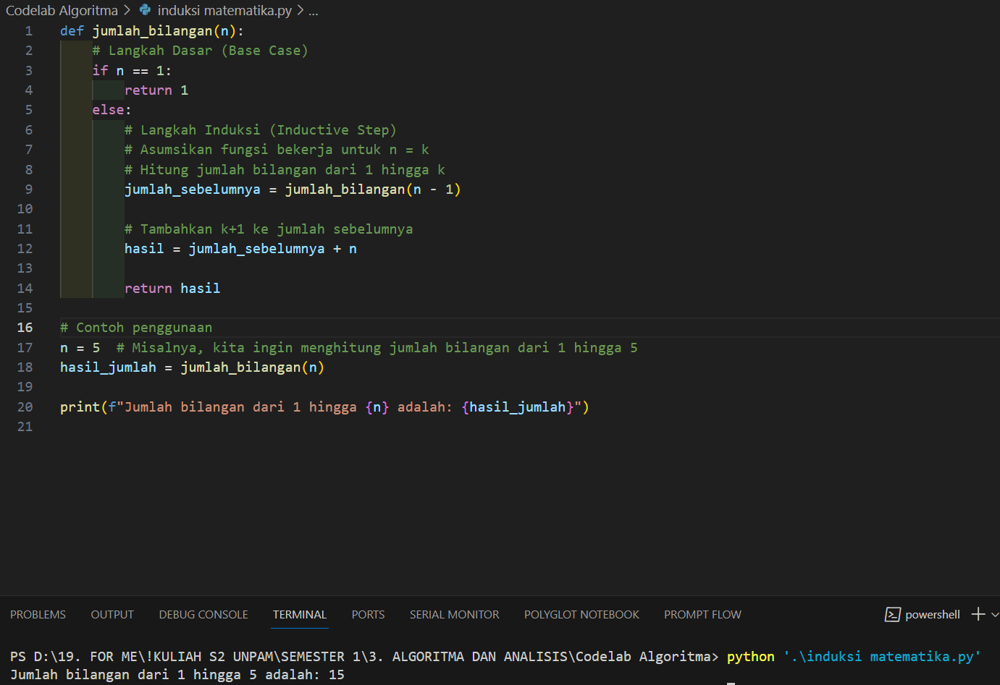 Codelab Algoritma > induksi matematika.py > ...
1 def jumlah_bilangan(n):
2     # Langkah Dasar (Base Case)
3     if n == 1:
4         return 1
5     else:
6         # Langkah Induksi (Inductive Step)
7         # Asumsikan fungsi bekerja untuk n = k
8         # Hitung jumlah bilangan dari 1 hingga k
9         jumlah_sebelumnya = jumlah_bilangan(n - 1)
10
11         # Tambahkan k+1 ke jumlah sebelumnya
12         hasil = jumlah_sebelumnya + n
13
14         return hasil
15
16 # Contoh penggunaan
17 n = 5  # Misalnya, kita ingin menghitung jumlah bilangan dari 1 hingga 5
18 hasil_jumlah = jumlah_bilangan(n)
19
20 print(f"Jumlah bilangan dari 1 hingga {n} adalah: {hasil_jumlah}")
21
PROBLEMS OUTPUT DEBUG CONSOLE TERMINAL PORTS SERIAL MONITOR POLYGLOT NOTEBOOK PROMPT FLOW powershell
PS D:\19. FOR ME\!KULIAH S2 UNPAM\SEMESTER 1\3. ALGORITMA DAN ANALISIS\Codelab Algoritma> python '.\induksi matematika.py'
Jumlah bilangan dari 1 hingga 5 adalah: 15